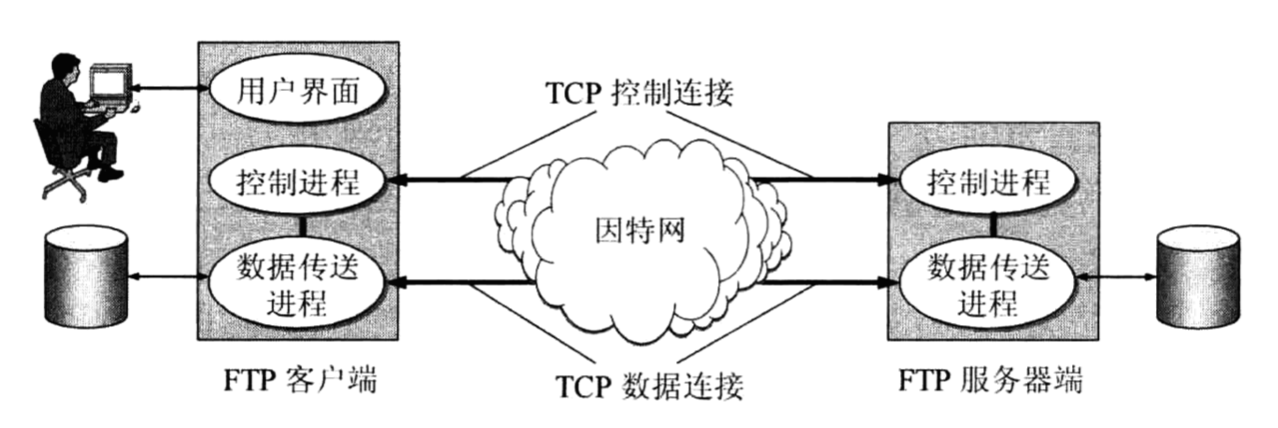 用户界面
控制进程
数据传送
进程
FTP 客户端
TCP 控制连接
因特网
TCP 数据连接
控制进程
数据传送
进程
FTP 服务器端